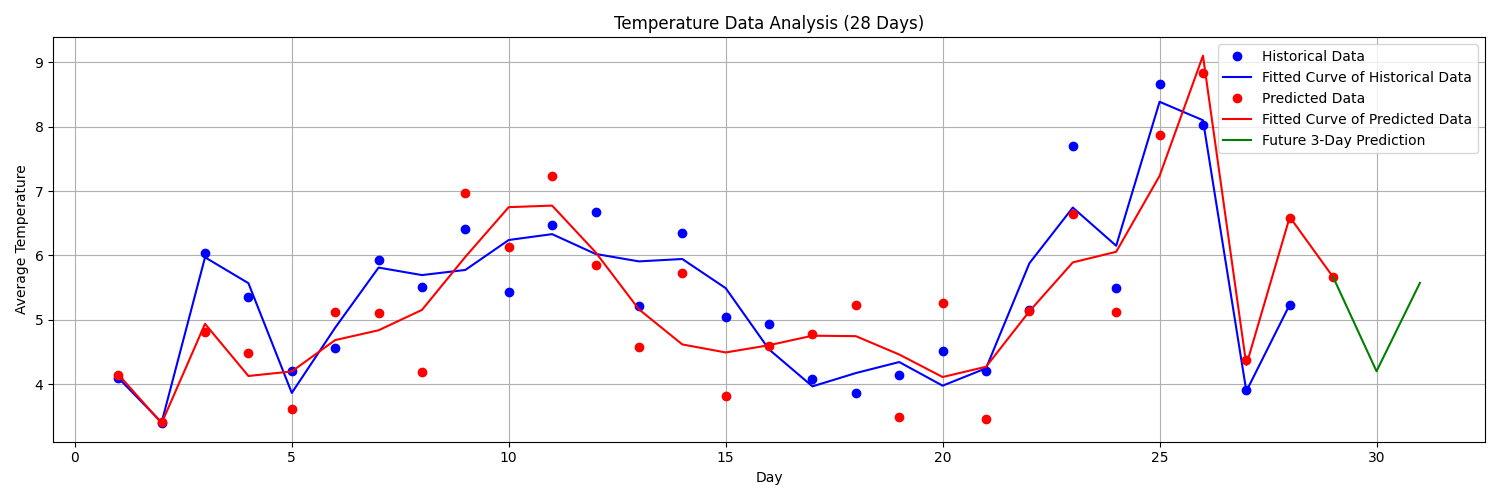 Temperature Data Analysis (28 Days)
Historical Data
Fitted Curve of Historical Data
Predicted Data
Fitted Curve of Predicted Data
Future 3-Day Prediction
Average Temperature
9
8
7
6
5
4
0 5 10 15 20 25 30
Day